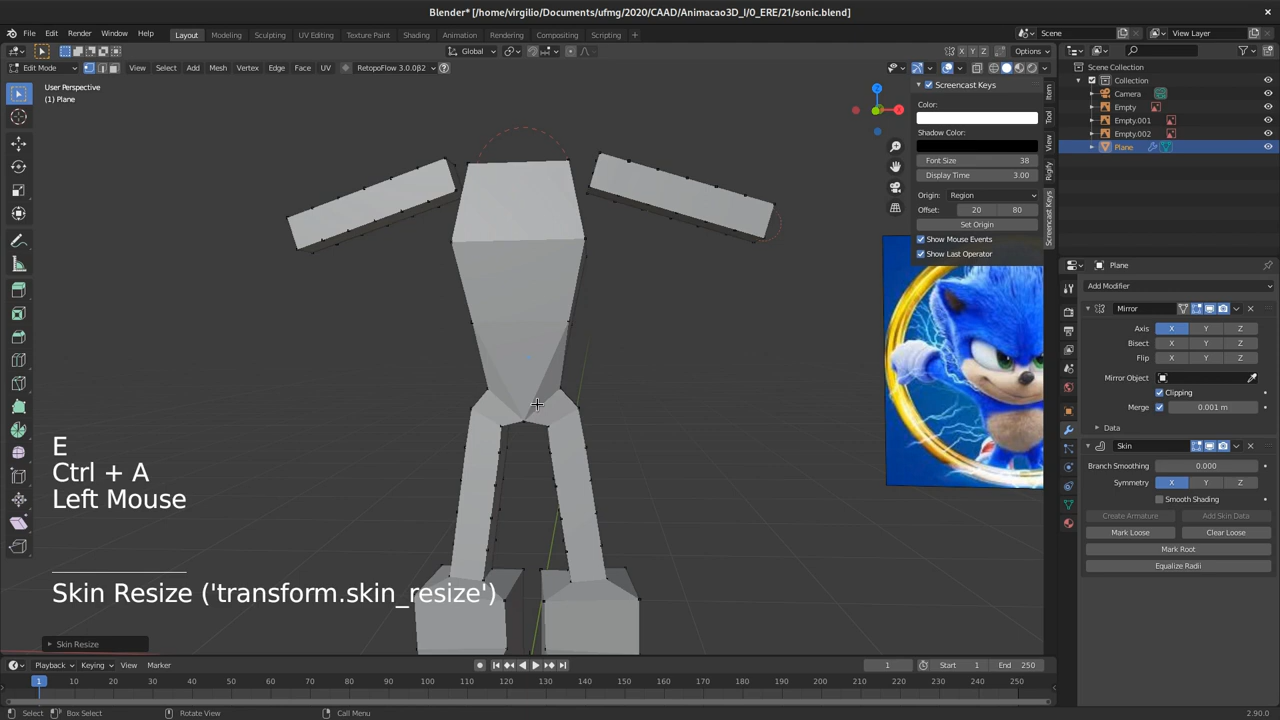 Blender* [/home/virgilio/Documents/ufmg/2020/CAAD/Animacao3D_I/0_ERE/21/sonic.blend]
File Edit Render Window Help Layout Modeling Sculpting UV Editing Texture Paint Shading Animation Rendering Compositing Scripting Scene View Layer
Global X Y Z Options
Edit Mode View Select Add Mesh Vertex Edge Face UV RetopoFlow 3.0.0β2
User Perspective
(1) Plane
Z
Screencast Keys
Color:
Shadow Color:
Font Size 38
Display Time 3.00
Origin: Region
Offset: 20 80
Set Origin
Show Mouse Events
Show Last Operator
Item
Tool
View
Rigify
Screencast Keys
Scene Collection
Collection
Camera
Empty
Empty.001
Empty.002
Plane
Plane
Add Modifier
Mirror
Axis X Y Z
Bisect X Y Z
Flip X Y Z
Mirror Object
Clipping
Merge 0.001 m
Data
Skin
Branch Smoothing 0.000
Symmetry X Y Z
Smooth Shading
Create Armature Add Skin Data
Mark Loose Clear Loose
Mark Root
Equalize Radii
E
Ctrl + A
Left Mouse
Skin Resize ('transform.skin_resize')
Skin Resize
Playback Keying View Marker 1 Start 1 End 250
1 10 20 30 40 50 60 70 80 90 100 110 120 130 140 150 160 170 180 190 200 210 220 230 240 250
Select Box Select Rotate View Call Menu 2.90.0